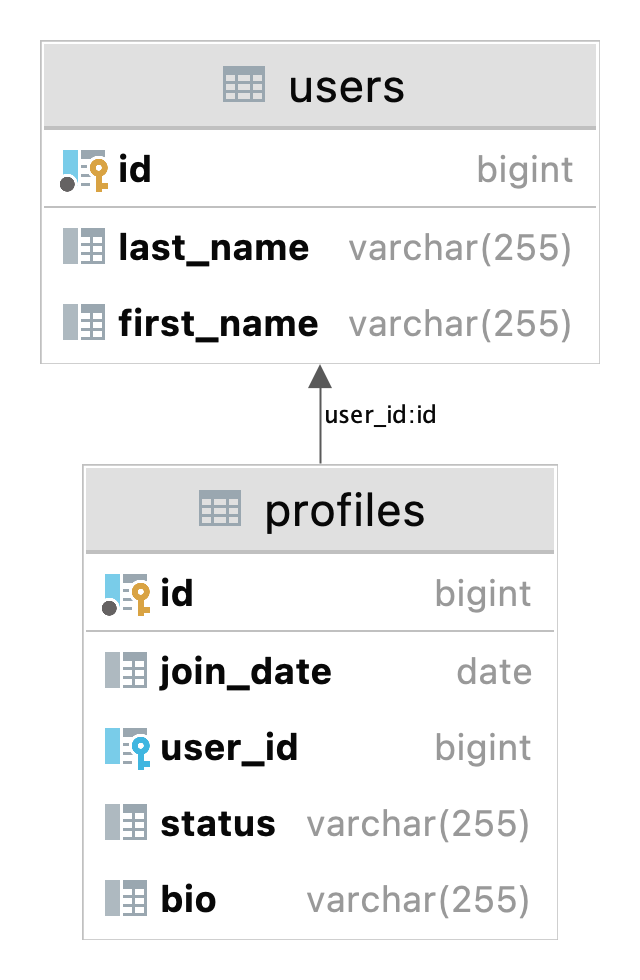 users
id bigint
last_name varchar(255)
first_name varchar(255)
user_id:id
profiles
id bigint
join_date date
user_id bigint
status varchar(255)
bio varchar(255)